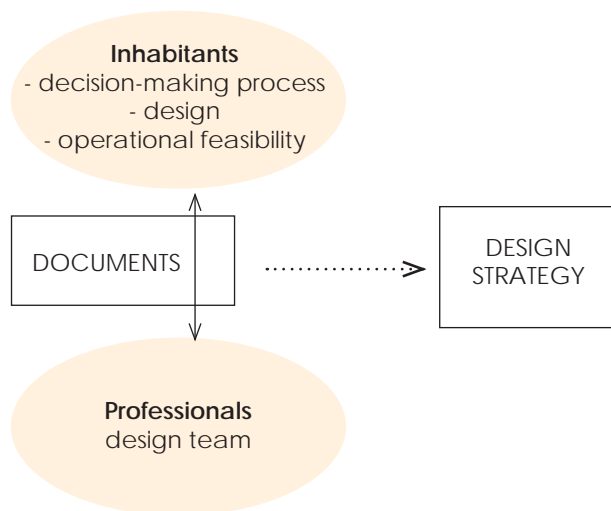 Inhabitants
- decision-making process
- design
- operational feasibility
DOCUMENTS
DESIGN
STRATEGY
Professionals
design team